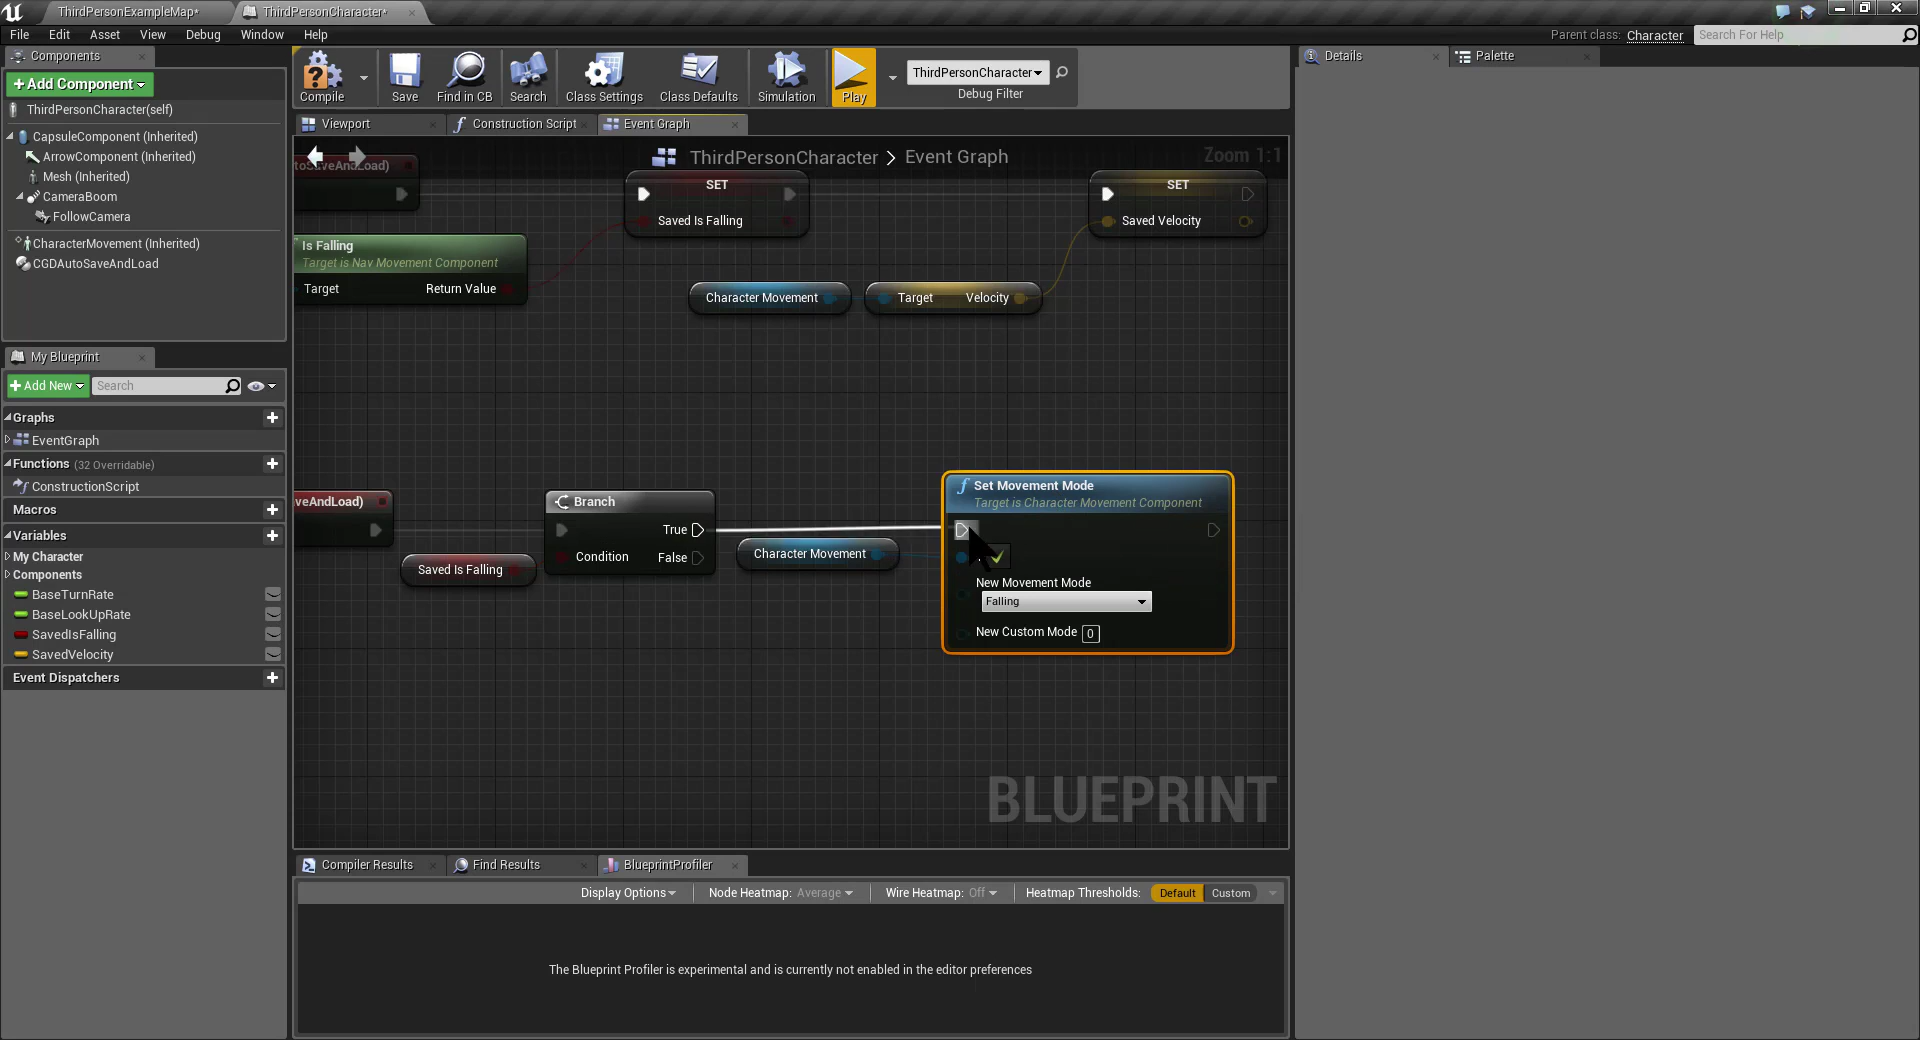 ThirdPersonExampleMap*
ThirdPersonCharacter*
File Edit Asset View Debug Window Help
Parent class: Character
Search For Help
Components
+Add Component
ThirdPersonCharacter(self)
CapsuleComponent (Inherited)
ArrowComponent (Inherited)
Mesh (Inherited)
CameraBoom
FollowCamera
CharacterMovement (Inherited)
CGDAutoSaveAndLoad
My Blueprint
+Add New
Search
Graphs
EventGraph
Functions (32 Overridable)
ConstructionScript
Macros
Variables
My Character
Components
BaseTurnRate
BaseLookUpRate
SavedIsFalling
SavedVelocity
Event Dispatchers
Compile
Save
Find in CB
Search
Class Settings
Class Defaults
Simulation
Play
ThirdPersonCharacter
Debug Filter
Viewport
Construction Script
Event Graph
ThirdPersonCharacter > Event Graph
Zoom 1:1
toSaveAndLoad)
SET
Saved Is Falling
SET
Saved Velocity
Is Falling
Target is Nav Movement Component
Target
Return Value
Character Movement
Target
Velocity
veAndLoad)
Saved Is Falling
Branch
True
Condition
False
Character Movement
Set Movement Mode
Target is Character Movement Component
New Movement Mode
Falling
New Custom Mode 0
BLUEPRINT
Compiler Results
Find Results
BlueprintProfiler
Display Options
Node Heatmap: Average
Wire Heatmap: Off
Heatmap Thresholds: Default Custom
The Blueprint Profiler is experimental and is currently not enabled in the editor preferences
Details
Palette